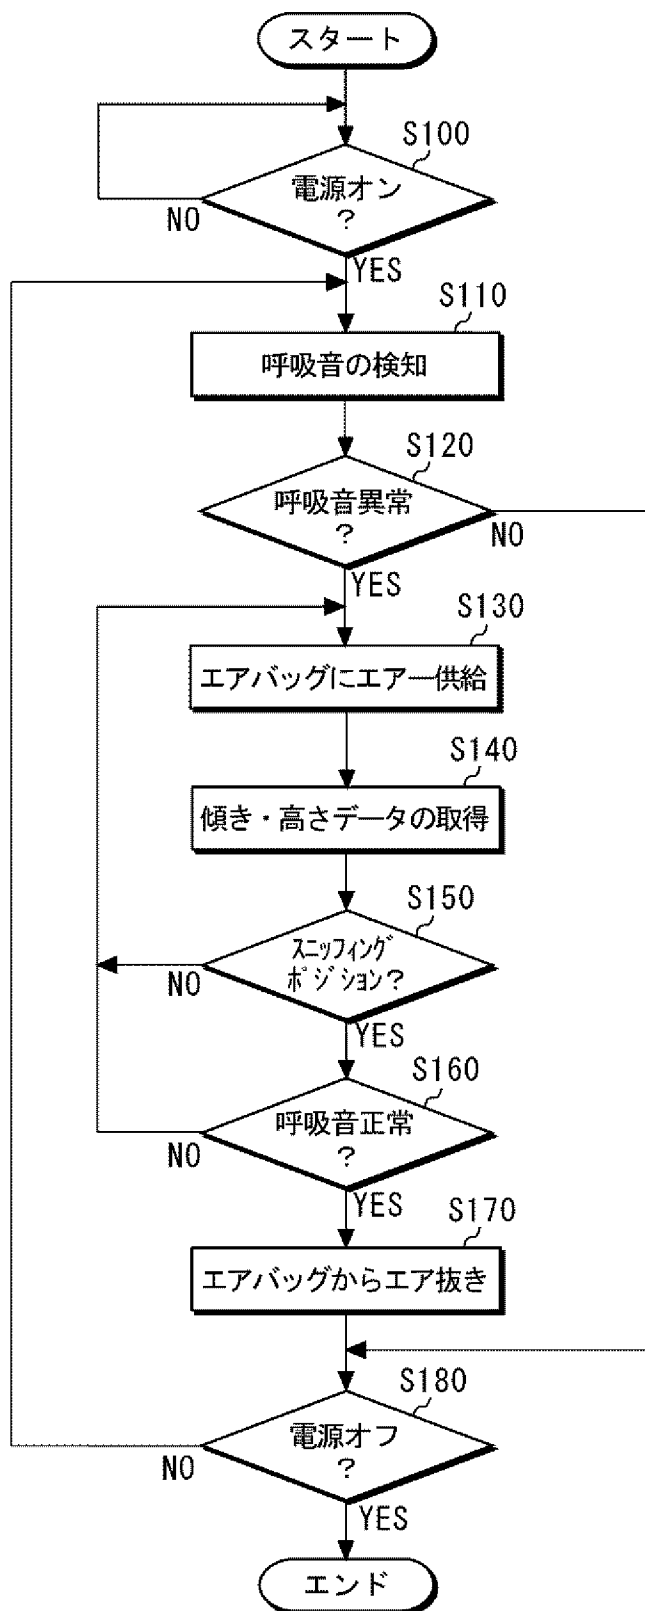 スタート
S100
電源オン
?
NO
YES
S110
呼吸音の検知
S120
呼吸音異常
?
NO
YES
S130
エアバッグにエアー供給
S140
傾き・高さデータの取得
S150
スニッフィング
ポジション?
NO
YES
S160
呼吸音正常
?
NO
YES
S170
エアバッグからエア抜き
S180
電源オフ
?
NO
YES
エンド